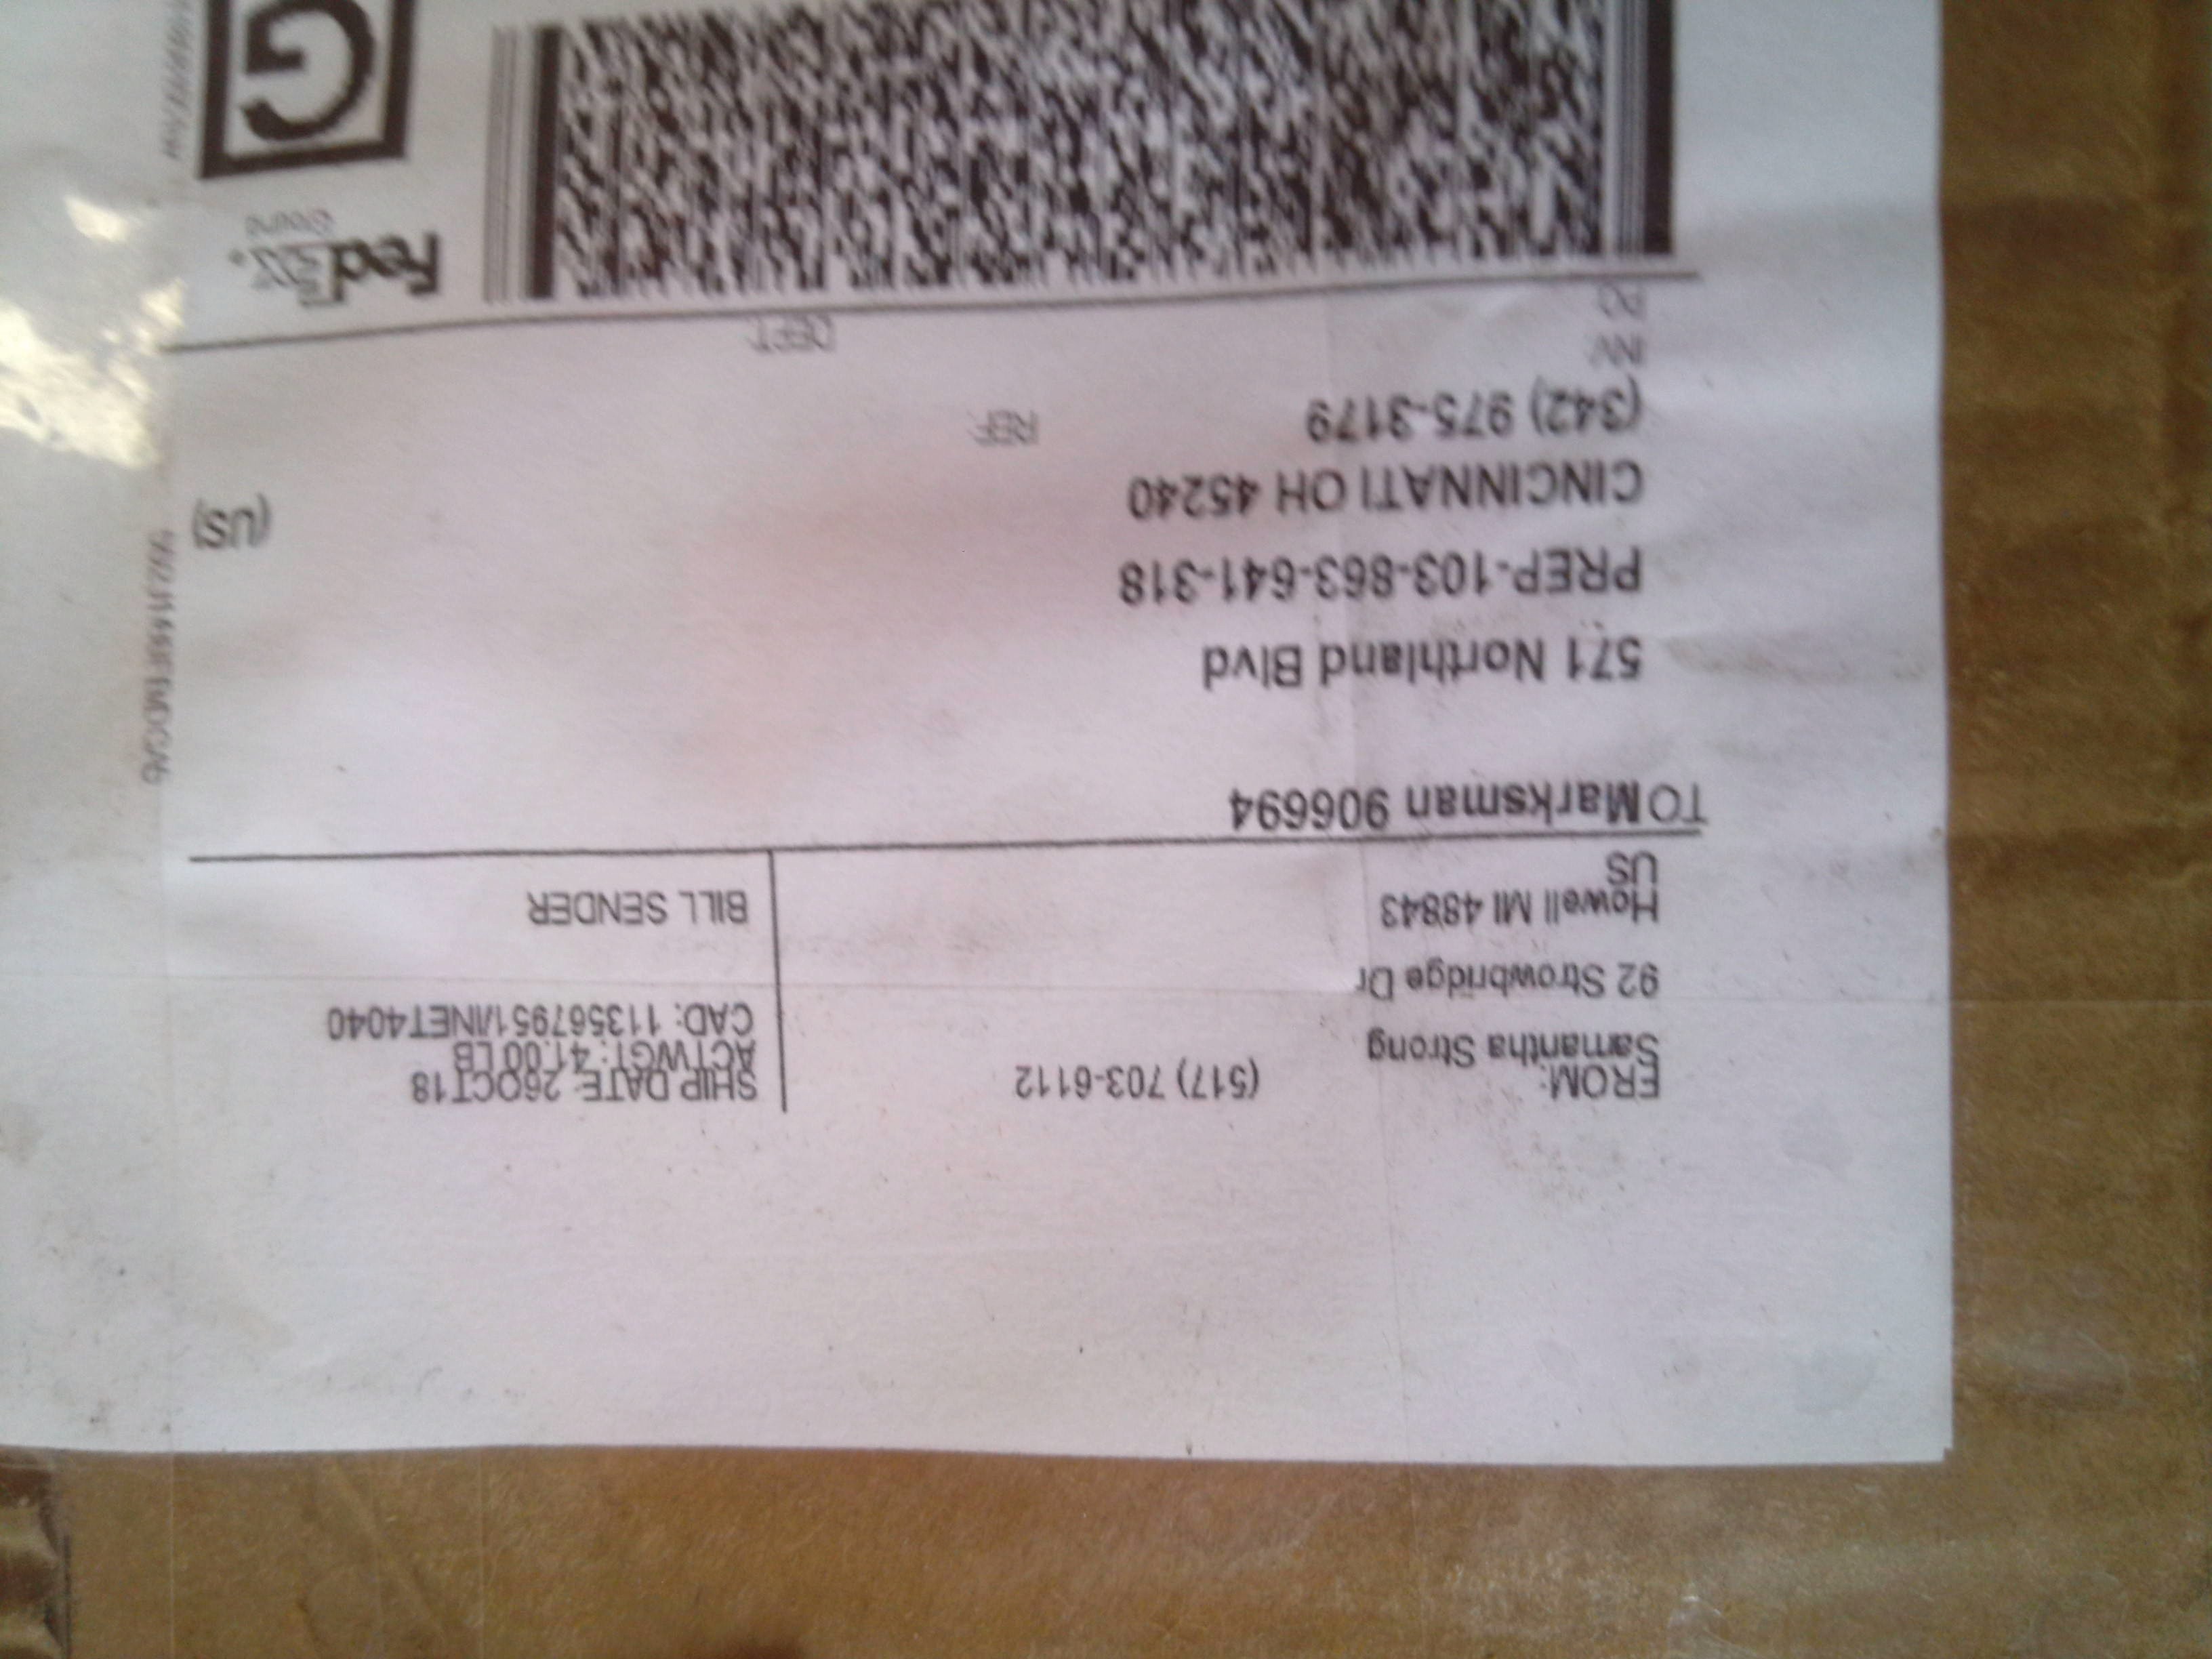 FROM: (517) 703-6112
Samantha Strong
92 Strowbridge Dr
Howell MI 48843
US
SHIP DATE: 26OCT18
ACTWGT: 41.00 LB
CAD: 113567951/INET4040
BILL SENDER
TO Marksman 906694
571 Northland Blvd
PREP-103-863-641-318
CINCINNATI OH 45240
(US)
(342) 975-3179
REF:
INV:
PO:
DEPT:
FedEx
Ground
G